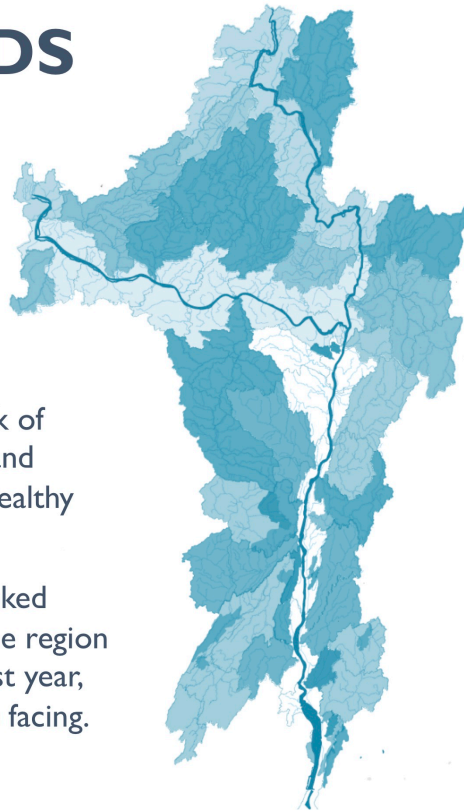 DS
k of
and
ealthy
ked
e region
st year,
facing.